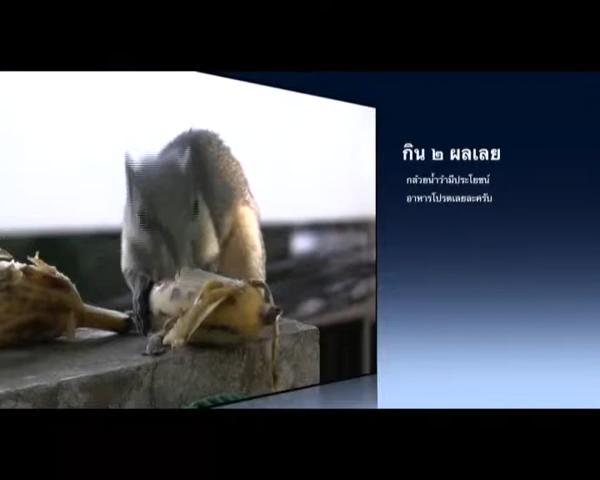 กิน ๒ ผลเลย
กล้วยน้ำว้ามีประโยชน์
อาหารโปรดเลยละครับ